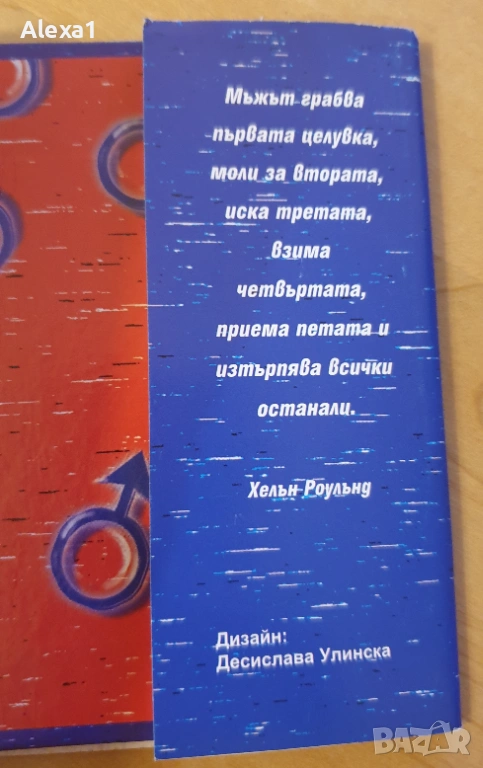 Alexa1
Мъжът грабва
първата целувка,
моли за втората,
иска третата,
взима
четвъртата,
приема петата и
изтърпява всички
останали.
Хелън Роулънд
Дизайн:
Десислава Улинска
BAZAR